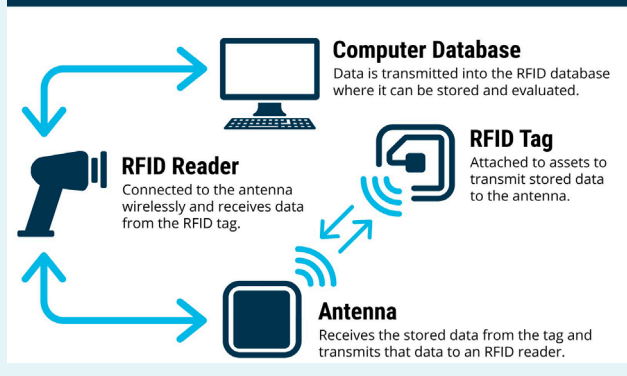 Computer Database
Data is transmitted into the RFID database
where it can be stored and evaluated.
RFID Tag
Attached to assets to
transmit stored data
to the antenna.
RFID Reader
Connected to the antenna
wirelessly and receives data
from the RFID tag.
Antenna
Receives the stored data from the tag and
transmits that data to an RFID reader.